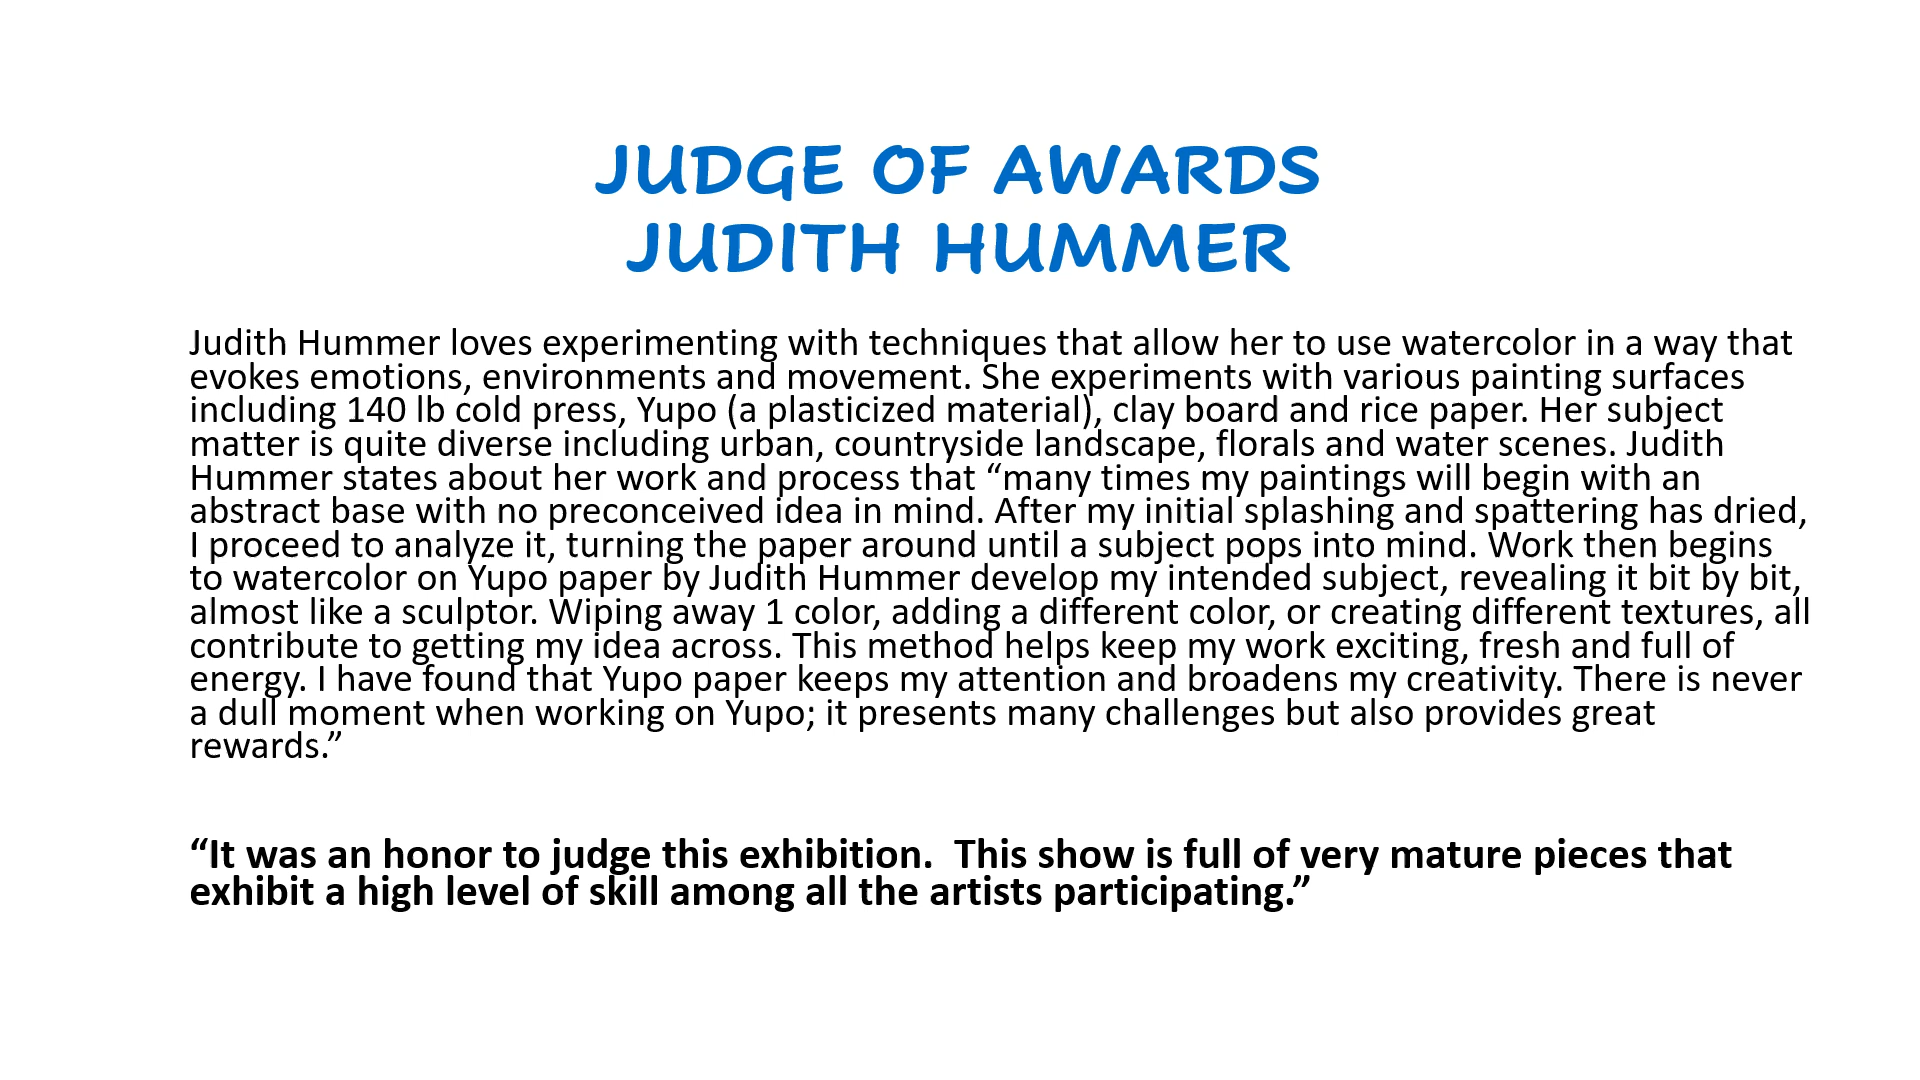 JUDGE OF AWARDS
JUDITH HUMMER
Judith Hummer loves experimenting with techniques that allow her to use watercolor in a way that
evokes emotions, environments and movement. She experiments with various painting surfaces
including 140 lb cold press, Yupo (a plasticized material), clay board and rice paper. Her subject
matter is quite diverse including urban, countryside landscape, florals and water scenes. Judith
Hummer states about her work and process that “many times my paintings will begin with an
abstract base with no preconceived idea in mind. After my initial splashing and spattering has dried,
I proceed to analyze it, turning the paper around until a subject pops into mind. Work then begins
to watercolor on Yupo paper by Judith Hummer develop my intended subject, revealing it bit by bit,
almost like a sculptor. Wiping away 1 color, adding a different color, or creating different textures, all
contribute to getting my idea across. This method helps keep my work exciting, fresh and full of
energy. I have found that Yupo paper keeps my attention and broadens my creativity. There is never
a dull moment when working on Yupo; it presents many challenges but also provides great
rewards.”
“It was an honor to judge this exhibition.  This show is full of very mature pieces that
exhibit a high level of skill among all the artists participating.”